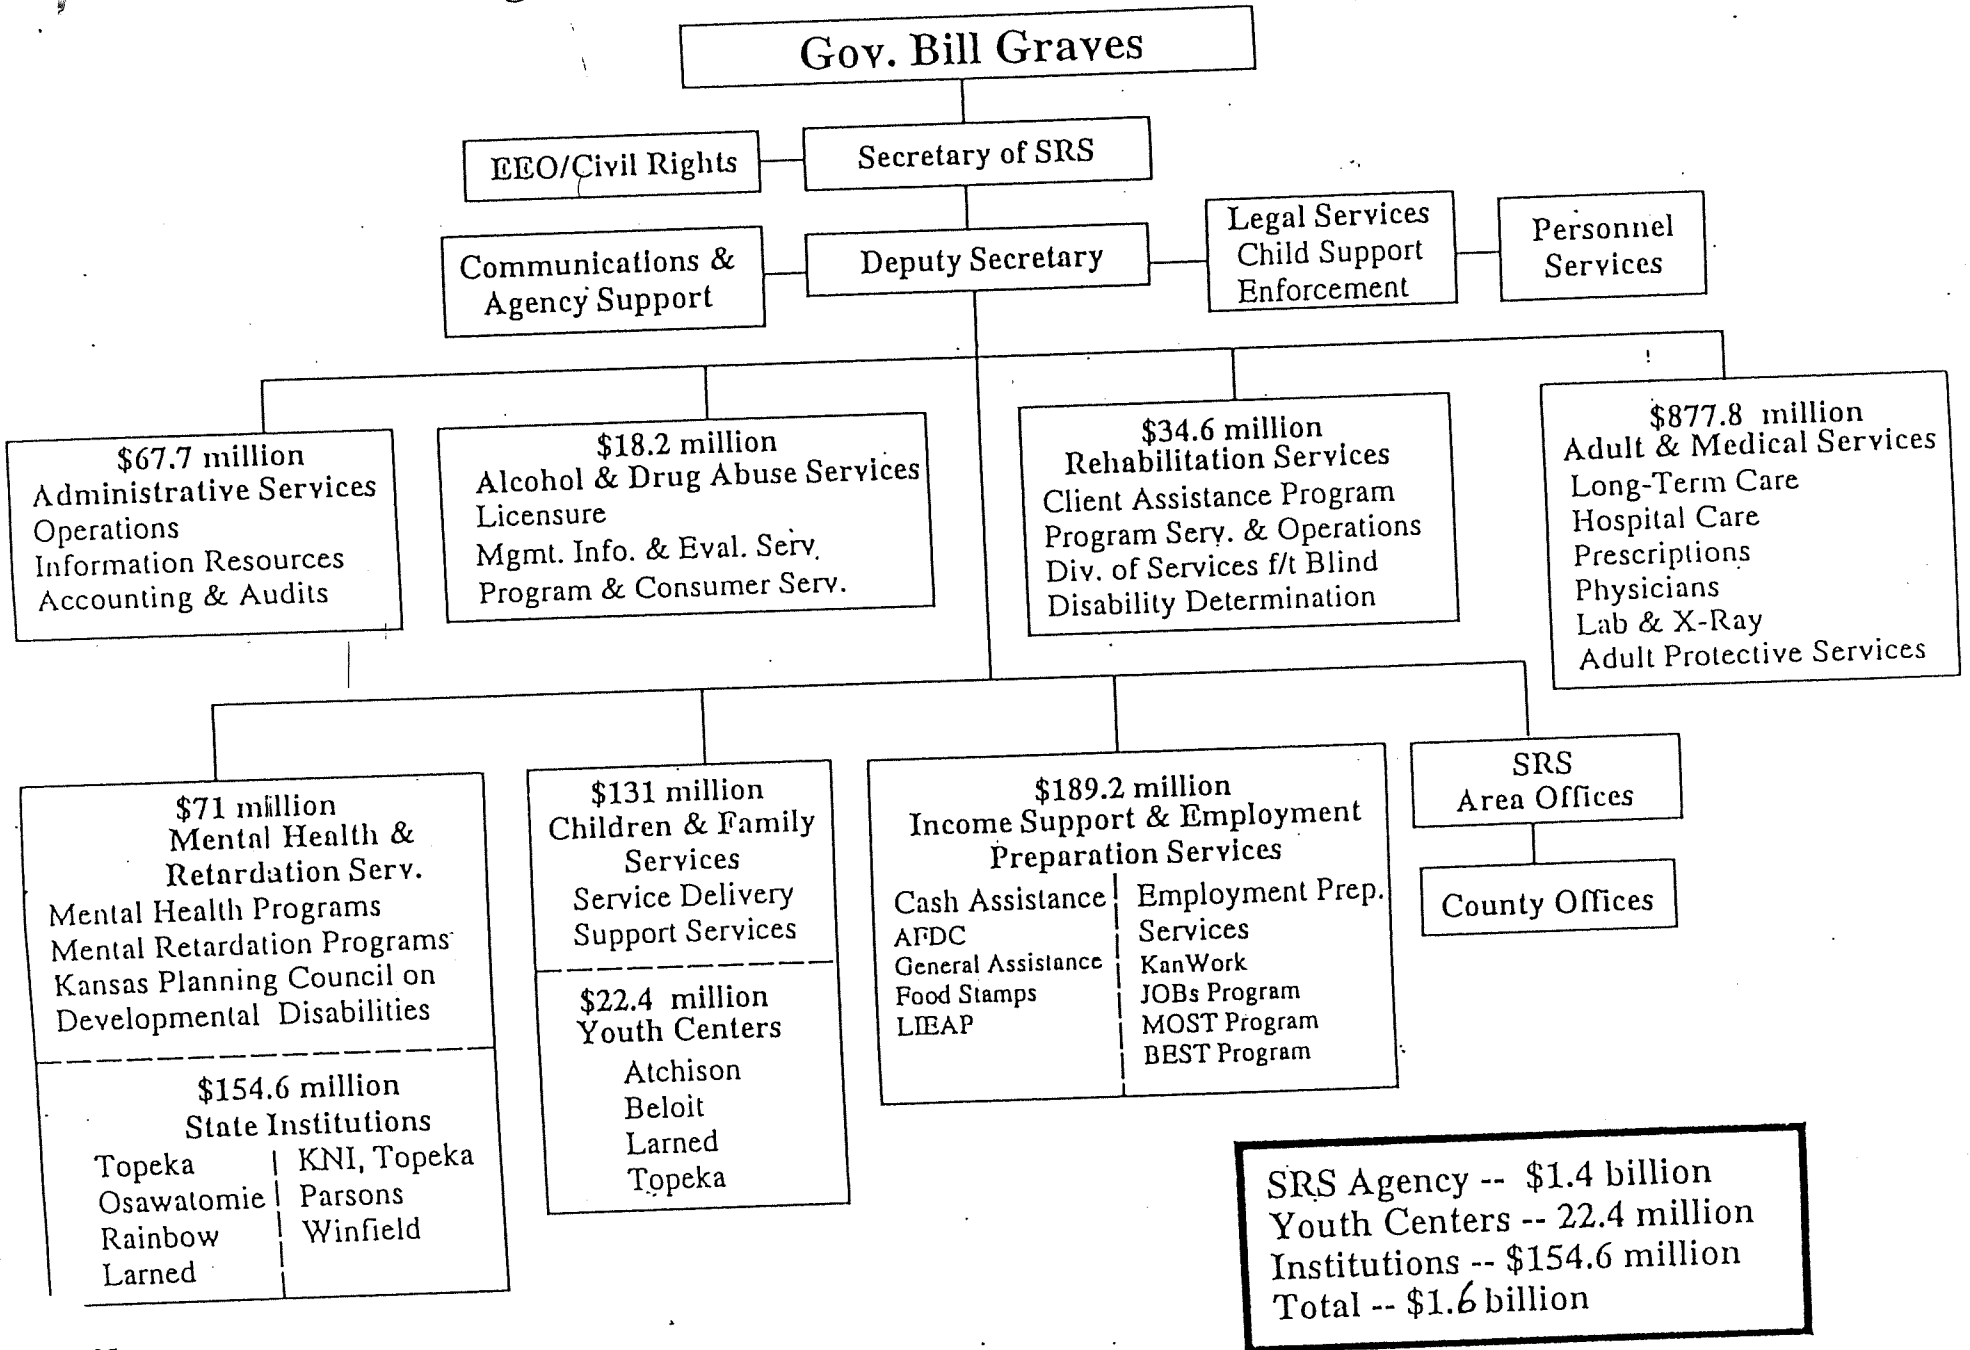 Gov. Bill Graves
EEO/Civil Rights
Secretary of SRS
Communications &
Agency Support
Deputy Secretary
Legal Services
Child Support
Enforcement
Personnel
Services
$67.7 million
Administrative Services
Operations
Information Resources
Accounting & Audits
$18.2 million
Alcohol & Drug Abuse Services
Licensure
Mgmt. Info. & Eval. Serv.
Program & Consumer Serv.
$34.6 million
Rehabilitation Services
Client Assistance Program
Program Serv. & Operations
Div. of Services f/t Blind
Disability Determination
$877.8 million
Adult & Medical Services
Long-Term Care
Hospital Care
Prescriptions
Physicians
Lab & X-Ray
Adult Protective Services
$71 million
Mental Health &
Retardation Serv.
Mental Health Programs
Mental Retardation Programs
Kansas Planning Council on
Developmental Disabilities
$154.6 million
State Institutions
Topeka
Osawatomie
Rainbow
Larned
KNI, Topeka
Parsons
Winfield
$131 million
Children & Family
Services
Service Delivery
Support Services
$22.4 million
Youth Centers
Atchison
Beloit
Larned
Topeka
$189.2 million
Income Support & Employment
Preparation Services
Cash Assistance
AFDC
General Assistance
Food Stamps
LIEAP
Employment Prep.
Services
KanWork
JOBs Program
MOST Program
BEST Program
SRS
Area Offices
County Offices
SRS Agency -- $1.4 billion
Youth Centers -- 22.4 million
Institutions -- $154.6 million
Total -- $1.6 billion